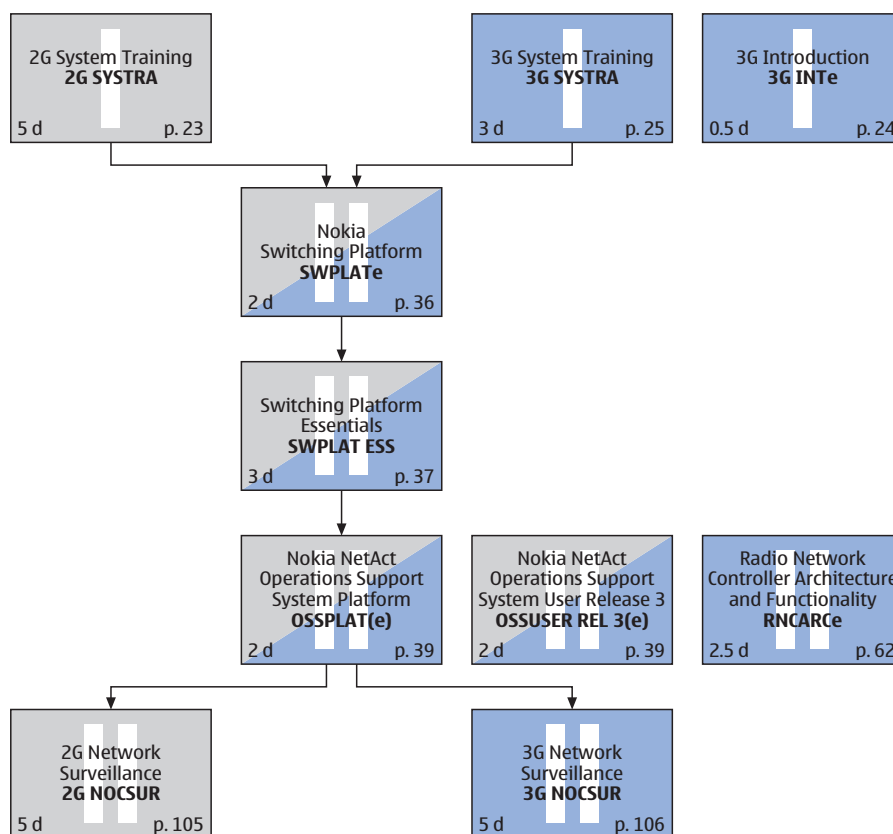 2G System Training
2G SYSTRA
5 d p. 23
3G System Training
3G SYSTRA
3 d p. 25
3G Introduction
3G INTe
0.5 d p. 24
Nokia
Switching Platform
SWPLATe
2 d p. 36
Switching Platform
Essentials
SWPLAT ESS
3 d p. 37
Nokia NetAct
Operations Support
System Platform
OSSPLAT(e)
2 d p. 39
Nokia NetAct
Operations Support
System User Release 3
OSSUSER REL 3(e)
2 d p. 39
Radio Network
Controller Architecture
and Functionality
RNCARCe
2.5 d p. 62
2G Network
Surveillance
2G NOCSUR
5 d p. 105
3G Network
Surveillance
3G NOCSUR
5 d p. 106